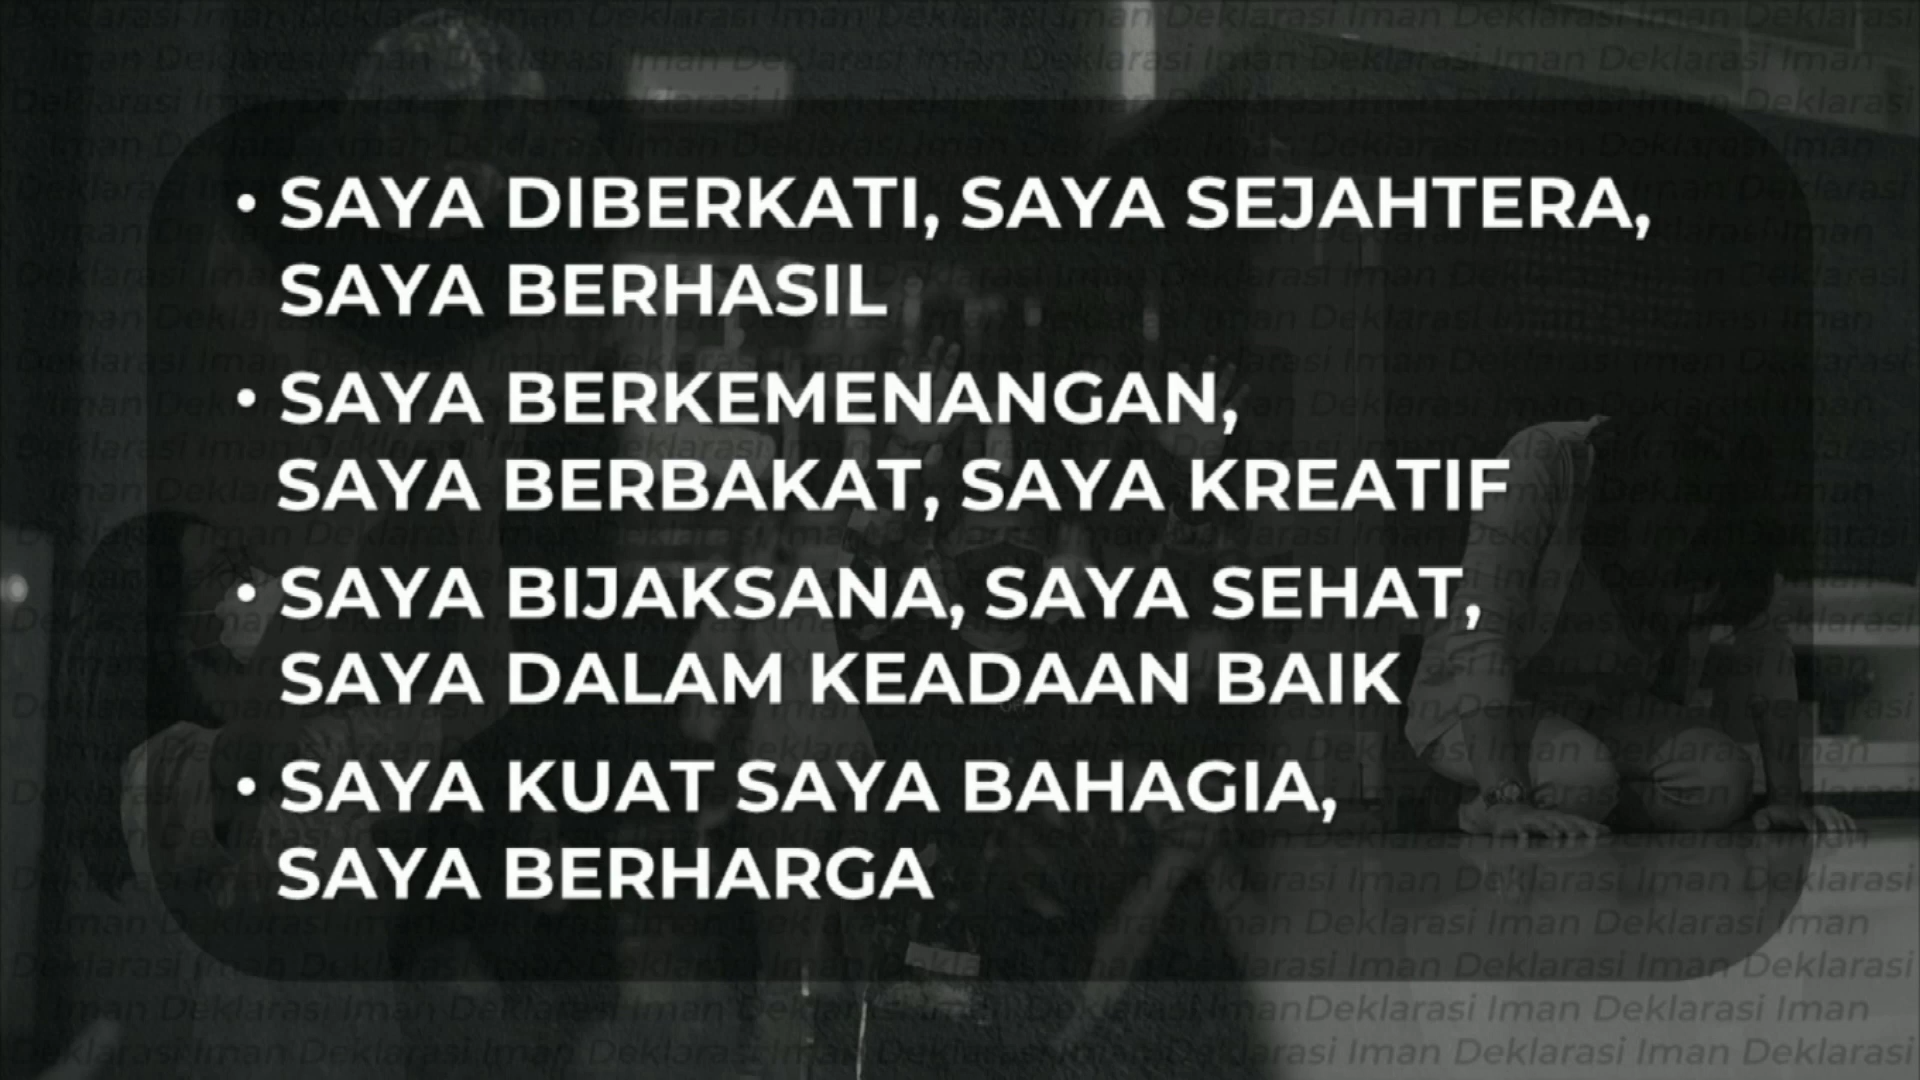 • SAYA DIBERKATI, SAYA SEJAHTERA,
SAYA BERHASIL
• SAYA BERKEMENANGAN,
SAYA BERBAKAT, SAYA KREATIF
• SAYA BIJAKSANA, SAYA SEHAT,
SAYA DALAM KEADAAN BAIK
• SAYA KUAT SAYA BAHAGIA,
SAYA BERHARGA